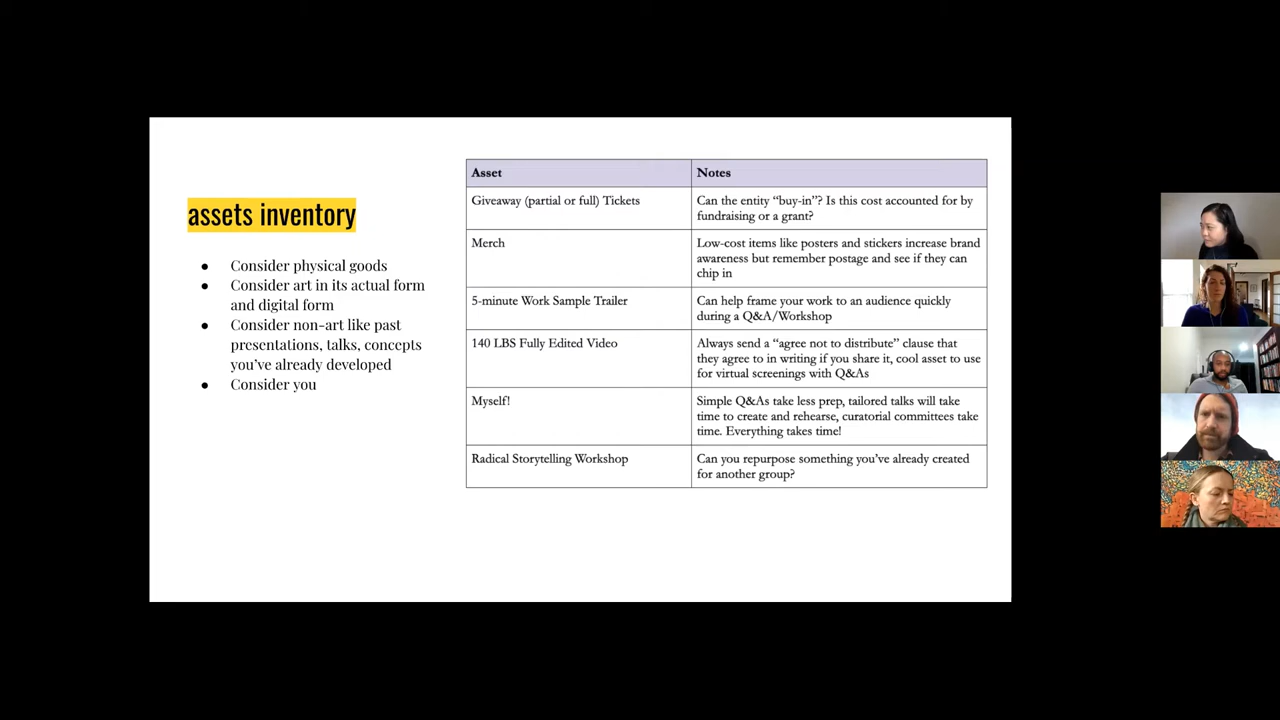 assets inventory
● Consider physical goods
● Consider art in its actual form
and digital form
● Consider non-art like past
presentations, talks, concepts
you’ve already developed
● Consider you
Asset Notes
Giveaway (partial or full) Tickets
Can the entity “buy-in”? Is this cost accounted for by
fundraising or a grant?
Merch
Low-cost items like posters and stickers increase brand
awareness but remember postage and see if they can
chip in
5-minute Work Sample Trailer
Can help frame your work to an audience quickly
during a Q&A/Workshop
140 LBS Fully Edited Video
Always send a “agree not to distribute” clause that
they agree to in writing if you share it, cool asset to use
for virtual screenings with Q&As
Myself!
Simple Q&As take less prep, tailored talks will take
time to create and rehearse, curatorial committees take
time. Everything takes time!
Radical Storytelling Workshop
Can you repurpose something you’ve already created
for another group?